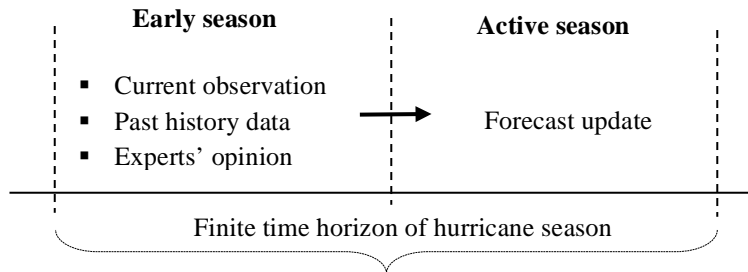 Early season
Active season
▪ Current observation
▪ Past history data
▪ Experts’ opinion
Forecast update
Finite time horizon of hurricane season